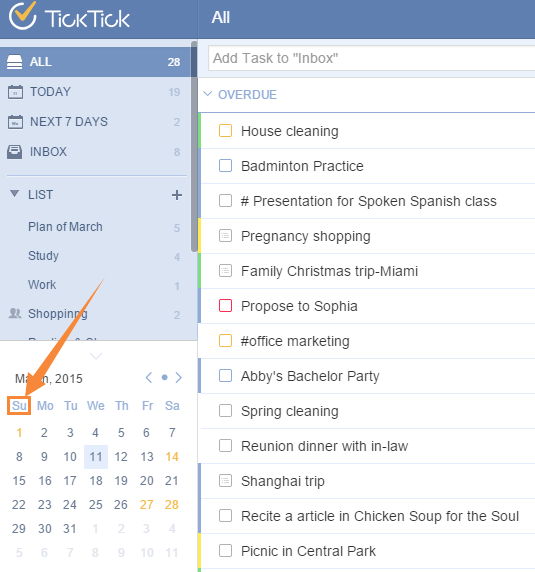 TickTick
ALL 28
TODAY 19
NEXT 7 DAYS 2
INBOX 8
LIST +
Plan of March 5
Study 4
Work 1
Shoppinng 2
March, 2015
Su Mo Tu We Th Fr Sa
1 2 3 4 5 6 7
8 9 10 11 12 13 14
15 16 17 18 19 20 21
22 23 24 25 26 27 28
29 30 31 1 2 3 4
5 6 7 8 9 10 11
All
Add Task to "Inbox"
OVERDUE
House cleaning
Badminton Practice
# Presentation for Spoken Spanish class
Pregnancy shopping
Family Christmas trip-Miami
Propose to Sophia
#office marketing
Abby's Bachelor Party
Spring cleaning
Reunion dinner with in-law
Shanghai trip
Recite a article in Chicken Soup for the Soul
Picnic in Central Park